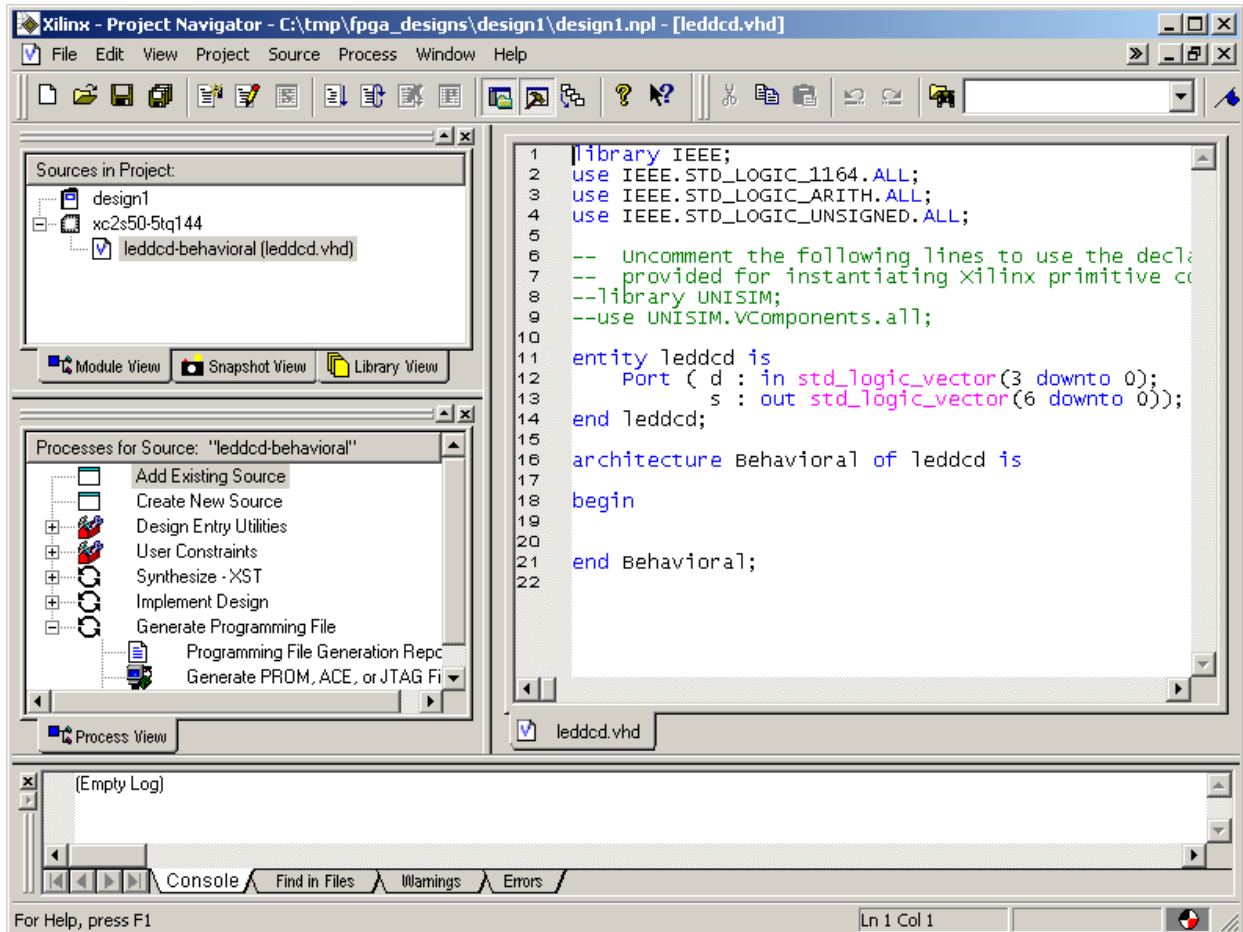 Xilinx - Project Navigator - C:\tmp\fpga_designs\design1\design1.npl - [leddcd.vhd]
File Edit View Project Source Process Window Help
Sources in Project:
design1
xc2s50-5tq144
leddcd-behavioral (leddcd.vhd)
Module View Snapshot View Library View
Processes for Source: "leddcd-behavioral"
Add Existing Source
Create New Source
Design Entry Utilities
User Constraints
Synthesize - XST
Implement Design
Generate Programming File
Programming File Generation Repo
Generate PROM, ACE, or JTAG Fi
Process View
1 library IEEE;
2 use IEEE.STD_LOGIC_1164.ALL;
3 use IEEE.STD_LOGIC_ARITH.ALL;
4 use IEEE.STD_LOGIC_UNSIGNED.ALL;
5
6 --  Uncomment the following lines to use the decla
7 --  provided for instantiating Xilinx primitive co
8 --library UNISIM;
9 --use UNISIM.VComponents.all;
10
11 entity leddcd is
12     Port ( d : in std_logic_vector(3 downto 0);
13            s : out std_logic_vector(6 downto 0));
14 end leddcd;
15
16 architecture Behavioral of leddcd is
17
18 begin
19
20
21 end Behavioral;
22
leddcd.vhd
(Empty Log)
Console Find in Files Warnings Errors
For Help, press F1 Ln 1 Col 1